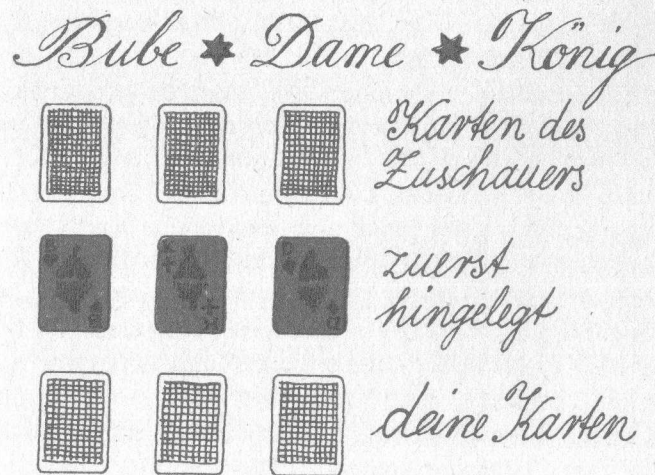 Bube ★ Dame ★ König
Karten des
Zuschauers
zuerst
hingelegt
deine Karten